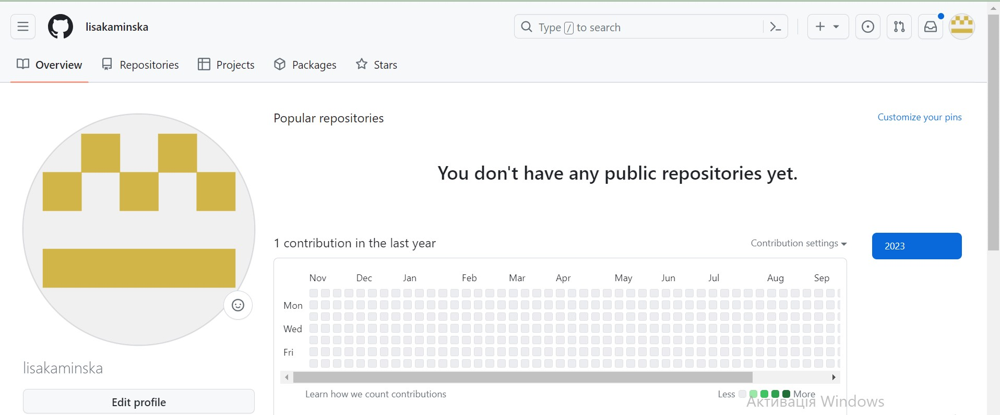 lisakaminska
Type / to search
Overview Repositories Projects Packages Stars
Popular repositories
Customize your pins
You don't have any public repositories yet.
1 contribution in the last year
Contribution settings
2023
Nov Dec Jan Feb Mar Apr May Jun Jul Aug Sep
Mon
Wed
Fri
lisakaminska
Learn how we count contributions
Less More
Edit profile
Активація Windows